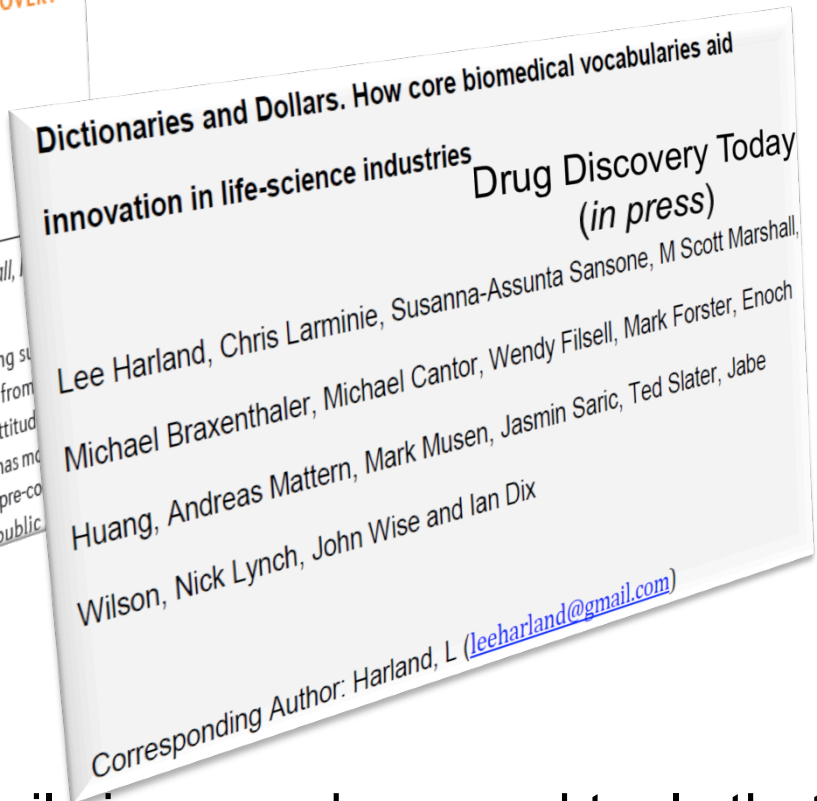 Dictionaries and Dollars. How core biomedical vocabularies aid
innovation in life-science industries
Drug Discovery Today
(in press)
Lee Harland, Chris Larminie, Susanna-Assunta Sansone, M Scott Marshall,
Michael Braxenthaler, Michael Cantor, Wendy Filsell, Mark Forster, Enoch
Huang, Andreas Mattern, Mark Musen, Jasmin Saric, Ted Slater, Jabe
Wilson, Nick Lynch, John Wise and Ian Dix
Corresponding Author: Harland, L (leeharland@gmail.com)
from